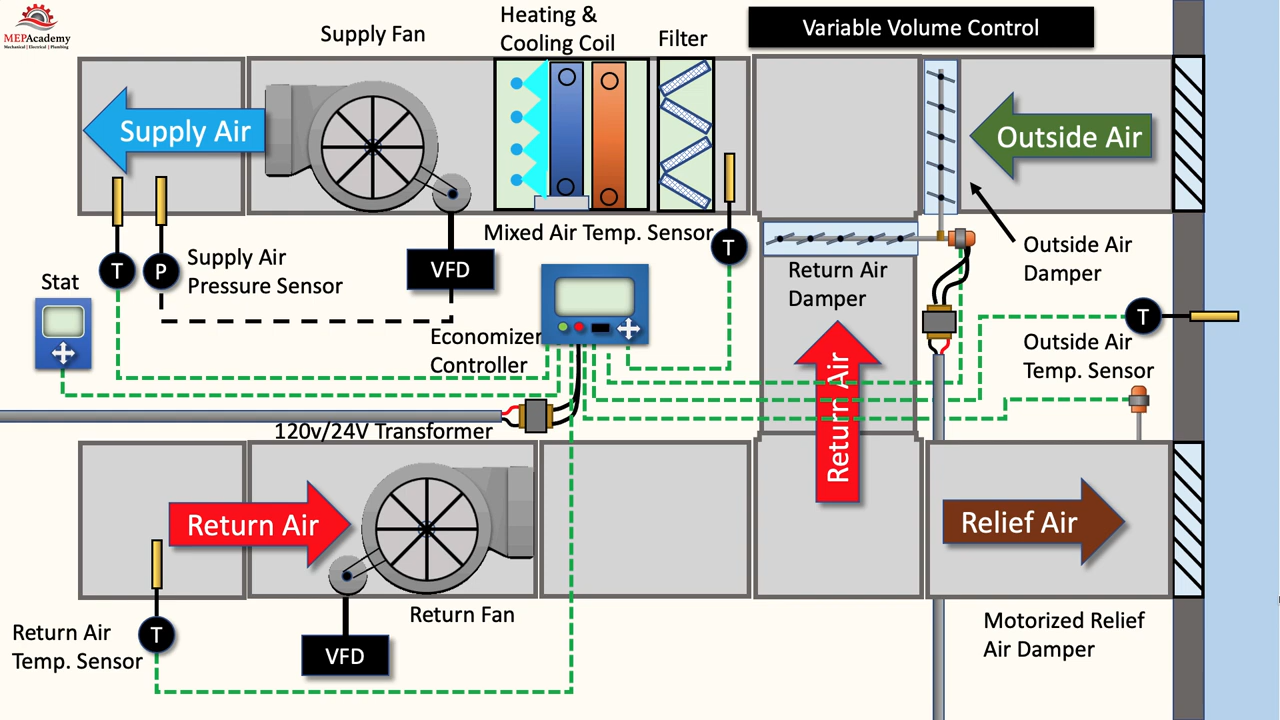 MEPAcademy
Mechanical | Electrical | Plumbing
Supply Fan
Heating &
Cooling Coil
Filter
Variable Volume Control
Supply Air
Outside Air
Mixed Air Temp. Sensor
T
P
T
Supply Air
Pressure Sensor
VFD
Stat
Return Air
Damper
Outside Air
Damper
Economizer
Controller
T
Outside Air
Temp. Sensor
120v/24V Transformer
Return Air
Return Air
Relief Air
Return Fan
Return Air
Temp. Sensor
T
VFD
Motorized Relief
Air Damper